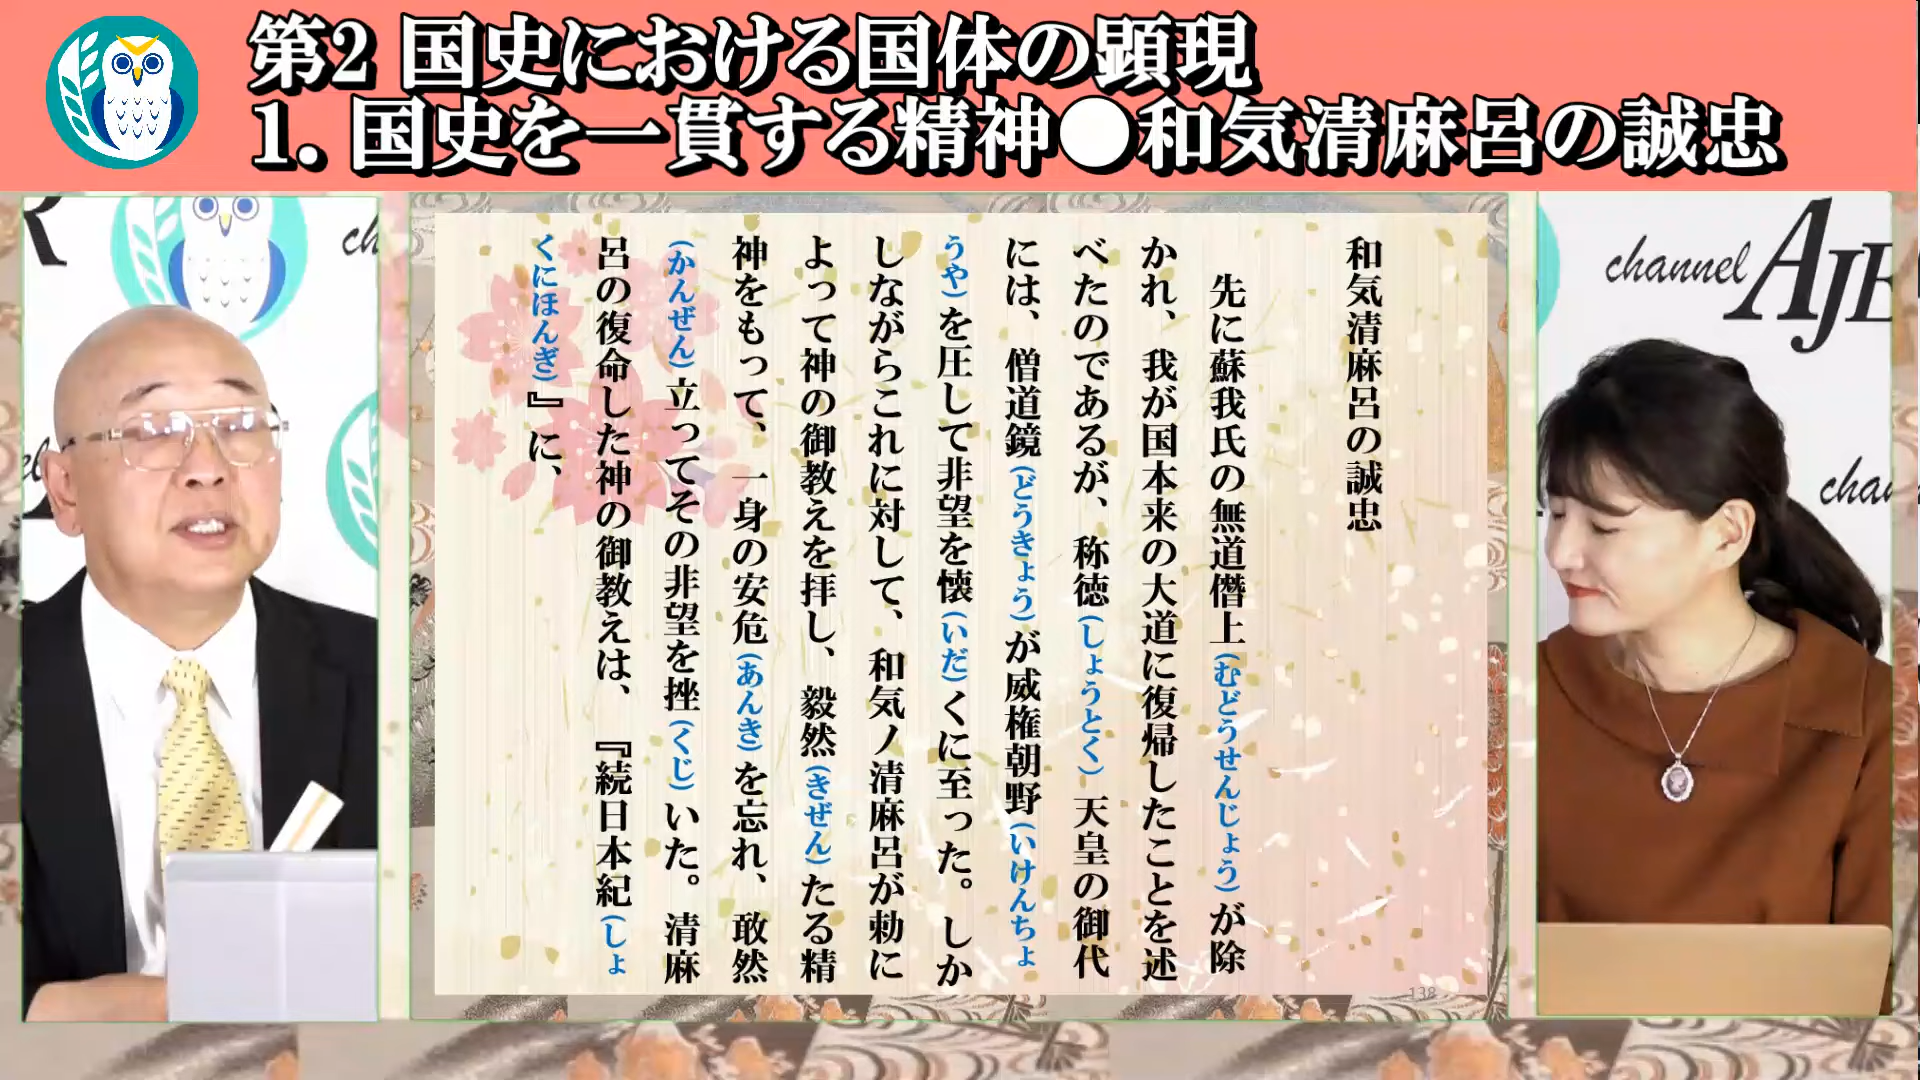 第2 国史における国体の顕現
1. 国史を一貫する精神●和気清麻呂の誠忠
R
ch
el
channel AJE
chan
和気清麻呂の誠忠
先に蘇我氏の無道僭上(むどうせんじょう)が除
かれ、我が国本来の大道に復帰したことを述
べたのであるが、称徳(しょうとく)天皇の御代
には、僧道鏡(どうきょう)が威権朝野(いけんちょ
うや)を圧して非望を懐(いだ)くに至った。しか
しながらこれに対して、和気ノ清麻呂が勅に
よって神の御教えを拝し、毅然(きぜん)たる精
神をもって、一身の安危(あんき)を忘れ、敢然
(かんぜん)立ってその非望を挫(くじ)いた。清麻
呂の復命した神の御教えは、『続日本紀(しょ
くにほんぎ)』に、
138